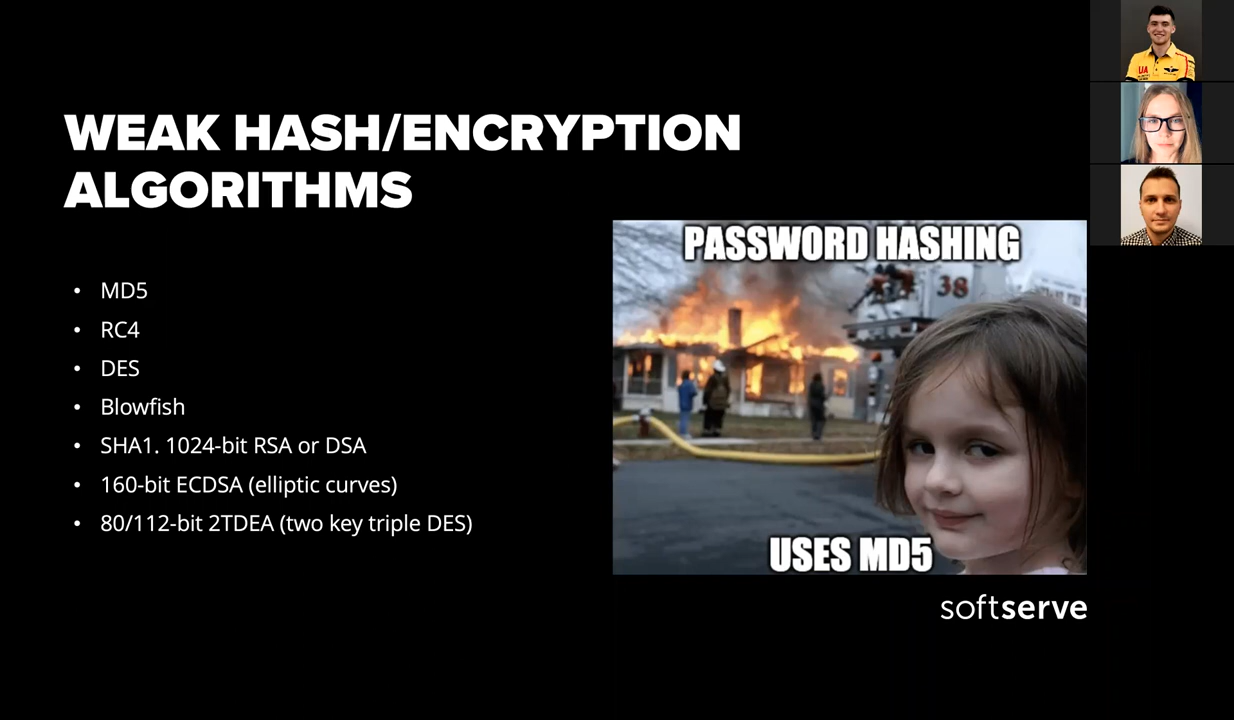 WEAK HASH/ENCRYPTION
ALGORITHMS
• MD5
• RC4
• DES
• Blowfish
• SHA1. 1024-bit RSA or DSA
• 160-bit ECDSA (elliptic curves)
• 80/112-bit 2TDEA (two key triple DES)
PASSWORD HASHING
38
USES MD5
softserve
UA